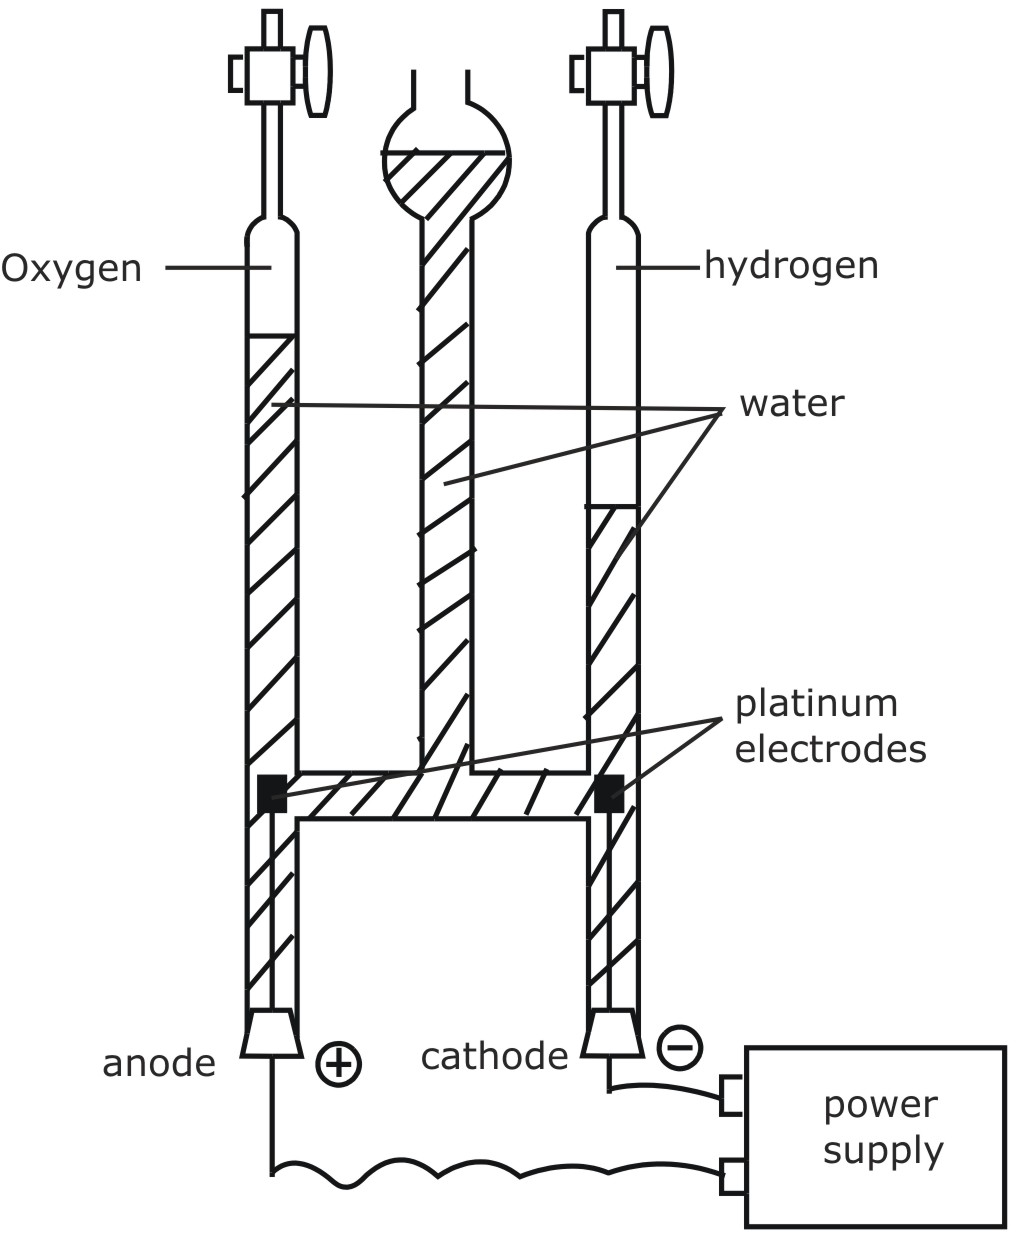 Oxygen
hydrogen
water
platinum
electrodes
anode
+
cathode
−
power
supply